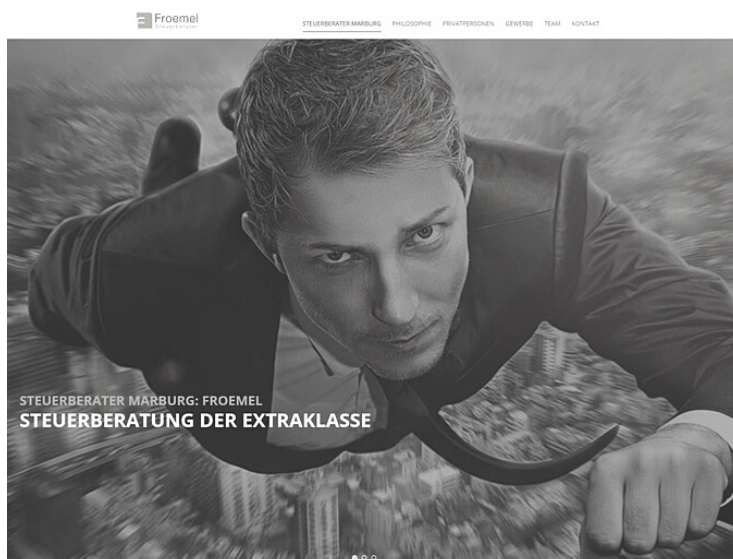 Froemel
Steuerberater
STEUERBERATER MARBURG PHILOSOPHIE PRIVATPERSONEN GEWERBE TEAM KONTAKT
STEUERBERATER MARBURG: FROEMEL
STEUERBERATUNG DER EXTRAKLASSE